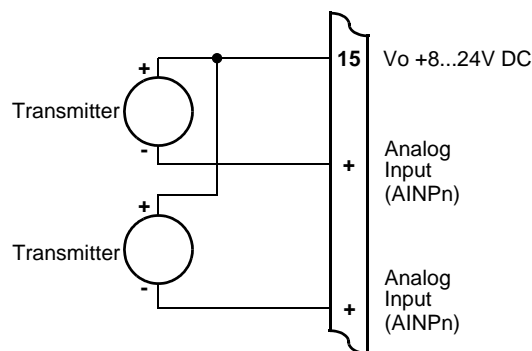 +
15 Vo +8...24V DC
Transmitter
-
+
Analog
Input
(AINPn)
+
Transmitter
-
+
Analog
Input
(AINPn)